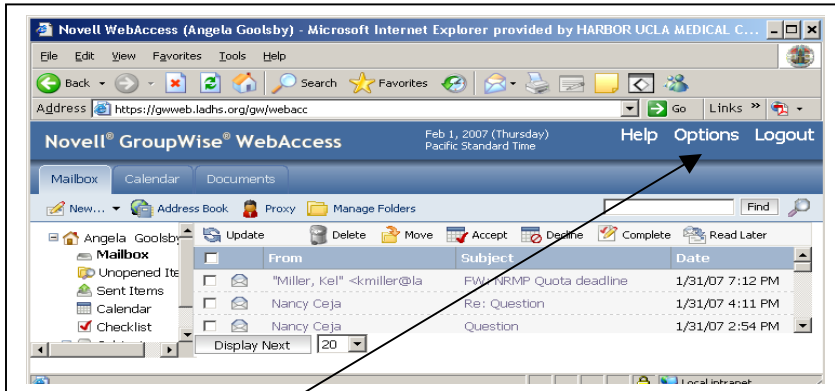 Novell WebAccess (Angela Goolsby) - Microsoft Internet Explorer provided by HARBOR UCLA MEDICAL C...
File Edit View Favorites Tools Help
Back Search Favorites
Address https://gwweb.ladhs.org/gw/webacc Go Links »
Novell® GroupWise® WebAccess
Feb 1, 2007 (Thursday)
Pacific Standard Time
Help Options Logout
Mailbox Calendar Documents
New... Address Book Proxy Manage Folders Find
Angela Goolsby
Mailbox
Unopened Ite
Sent Items
Calendar
Checklist
Update Delete Move Accept Decline Complete Read Later
From Subject Date
"Miller, Kel" <kmiller@la FW: NRMP Quota deadline 1/31/07 7:12 PM
Nancy Ceja Re: Question 1/31/07 4:11 PM
Nancy Ceja Question 1/31/07 2:54 PM
Display Next 20
Local intranet